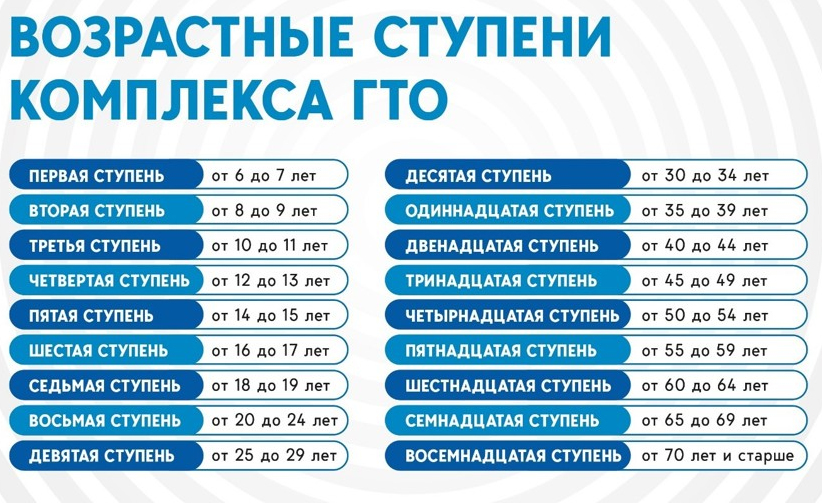 ВОЗРАСТНЫЕ СТУПЕНИ
КОМПЛЕКСА ГТО
ПЕРВАЯ СТУПЕНЬ от 6 до 7 лет
ВТОРАЯ СТУПЕНЬ от 8 до 9 лет
ТРЕТЬЯ СТУПЕНЬ от 10 до 11 лет
ЧЕТВЕРТАЯ СТУПЕНЬ от 12 до 13 лет
ПЯТАЯ СТУПЕНЬ от 14 до 15 лет
ШЕСТАЯ СТУПЕНЬ от 16 до 17 лет
СЕДЬМАЯ СТУПЕНЬ от 18 до 19 лет
ВОСЬМАЯ СТУПЕНЬ от 20 до 24 лет
ДЕВЯТАЯ СТУПЕНЬ от 25 до 29 лет
ДЕСЯТАЯ СТУПЕНЬ от 30 до 34 лет
ОДИННАДЦАТАЯ СТУПЕНЬ от 35 до 39 лет
ДВЕНАДЦАТАЯ СТУПЕНЬ от 40 до 44 лет
ТРИНАДЦАТАЯ СТУПЕНЬ от 45 до 49 лет
ЧЕТЫРНАДЦАТАЯ СТУПЕНЬ от 50 до 54 лет
ПЯТНАДЦАТАЯ СТУПЕНЬ от 55 до 59 лет
ШЕСТНАДЦАТАЯ СТУПЕНЬ от 60 до 64 лет
СЕМНАДЦАТАЯ СТУПЕНЬ от 65 до 69 лет
ВОСЕМНАДЦАТАЯ СТУПЕНЬ от 70 лет и старше